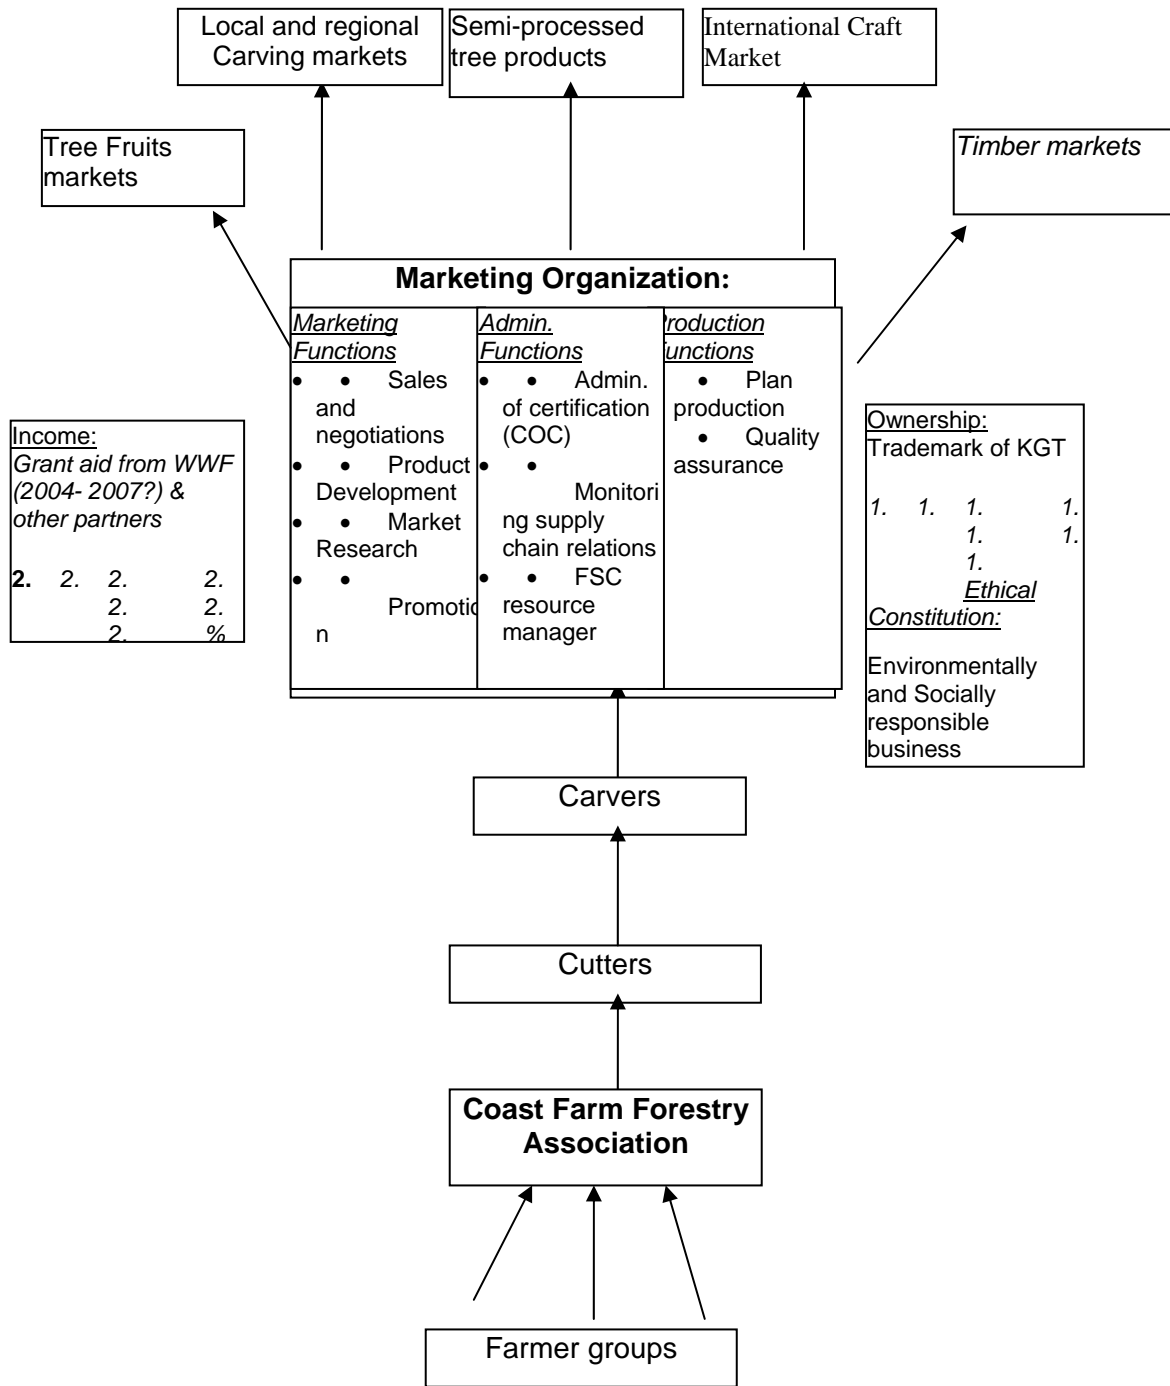 Local and regional
Carving markets
Semi-processed
tree products
International Craft
Market
Tree Fruits
markets
Timber markets
Marketing Organization:
Marketing
Functions
• • Sales
and
negotiations
• • Product
Development
• • Market
Research
• •
Promotio
n
Admin.
Functions
• • Admin.
of certification
(COC)
• •
Monitori
ng supply
chain relations
• • FSC
resource
manager
roduction
unctions
• Plan
production
• Quality
assurance
Income:
Grant aid from WWF
(2004- 2007?) &
other partners
2. 2. 2. 2.
2. 2.
2. %
Ownership:
Trademark of KGT
1. 1. 1. 1.
1. 1.
1.
Ethical
Constitution:
Environmentally
and Socially
responsible
business
Carvers
Cutters
Coast Farm Forestry
Association
Farmer groups